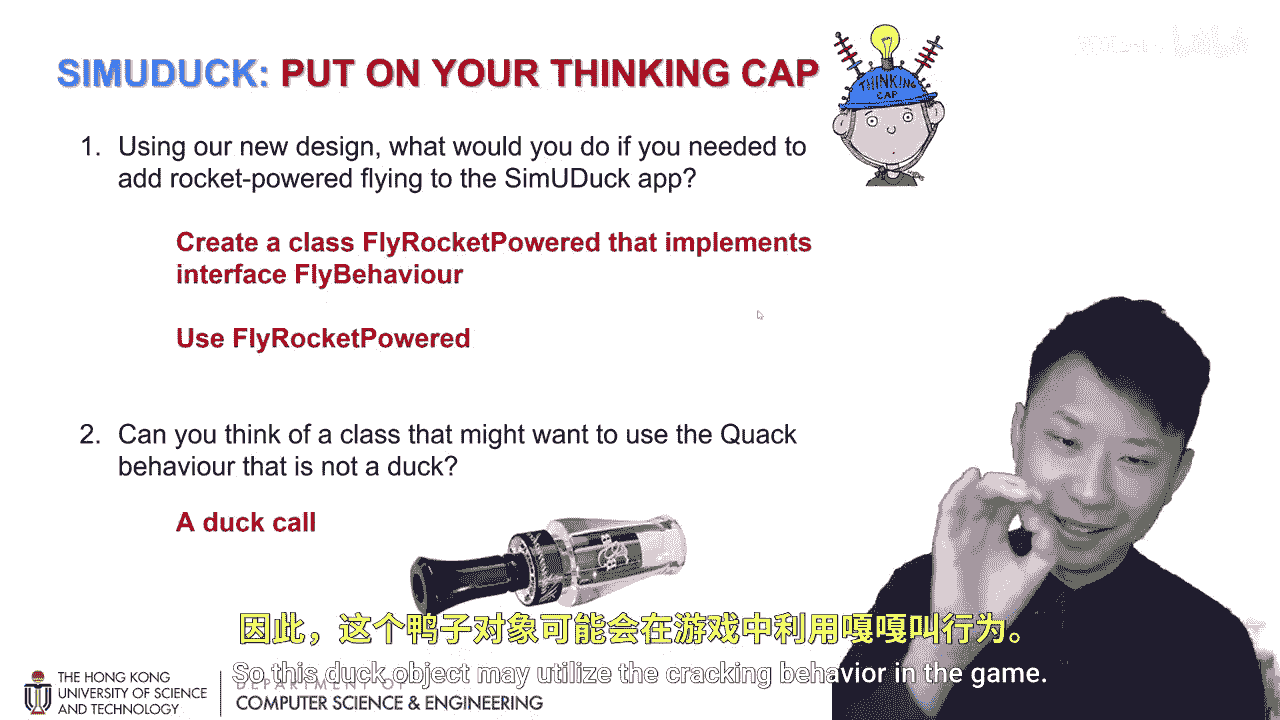 SIMUDUCK: PUT ON YOUR THINKING CAP
THINKING
CAP
1. Using our new design, what would you do if you needed to
add rocket-powered flying to the SimUDuck app?
Create a class FlyRocketPowered that implements
interface FlyBehaviour
Use FlyRocketPowered
2. Can you think of a class that might want to use the Quack
behaviour that is not a duck?
A duck call
因此，这个鸭子对象可能会在游戏中利用嘎嘎叫行为。
So this duck object may utilize the cracking behavior in the game.
THE HONG KONG
UNIVERSITY OF SCIENCE
AND TECHNOLOGY
DEPARTMENT OF
COMPUTER SCIENCE & ENGINEERING